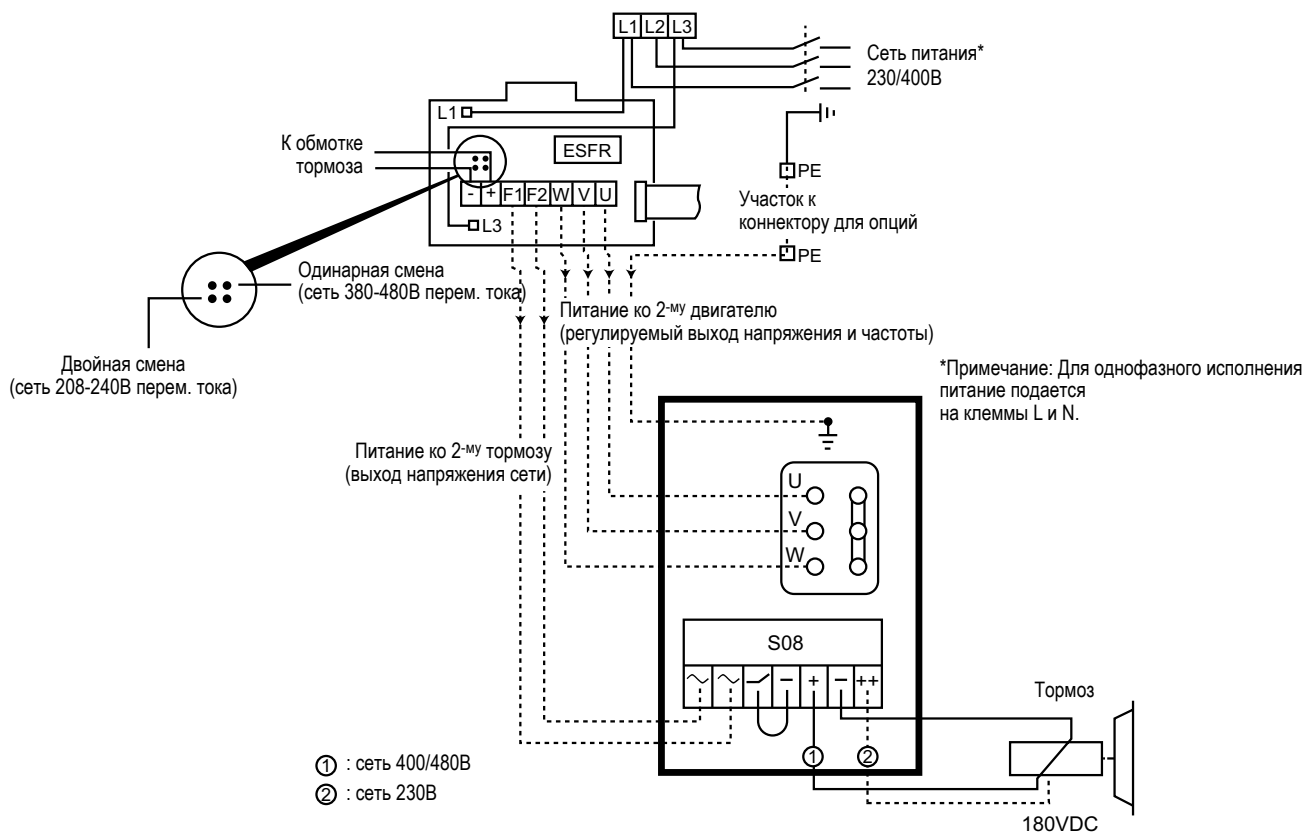 L1 L2 L3
Сеть питания*
230/400В
L1
К обмотке
тормоза
ESFR
- + F1 F2 W V U
L3
PE
Участок к
коннектору для опций
PE
Одинарная смена
(сеть 380-480В перем. тока)
Двойная смена
(сеть 208-240В перем. тока)
Питание ко 2-му двигателю
(регулируемый выход напряжения и частоты)
*Примечание: Для однофазного исполнения
питание подается
на клеммы L и N.
Питание ко 2-му тормозу
(выход напряжения сети)
U
V
W
S08
- + - ++
Тормоз
1 2
① : сеть 400/480В
② : сеть 230В
180VDC